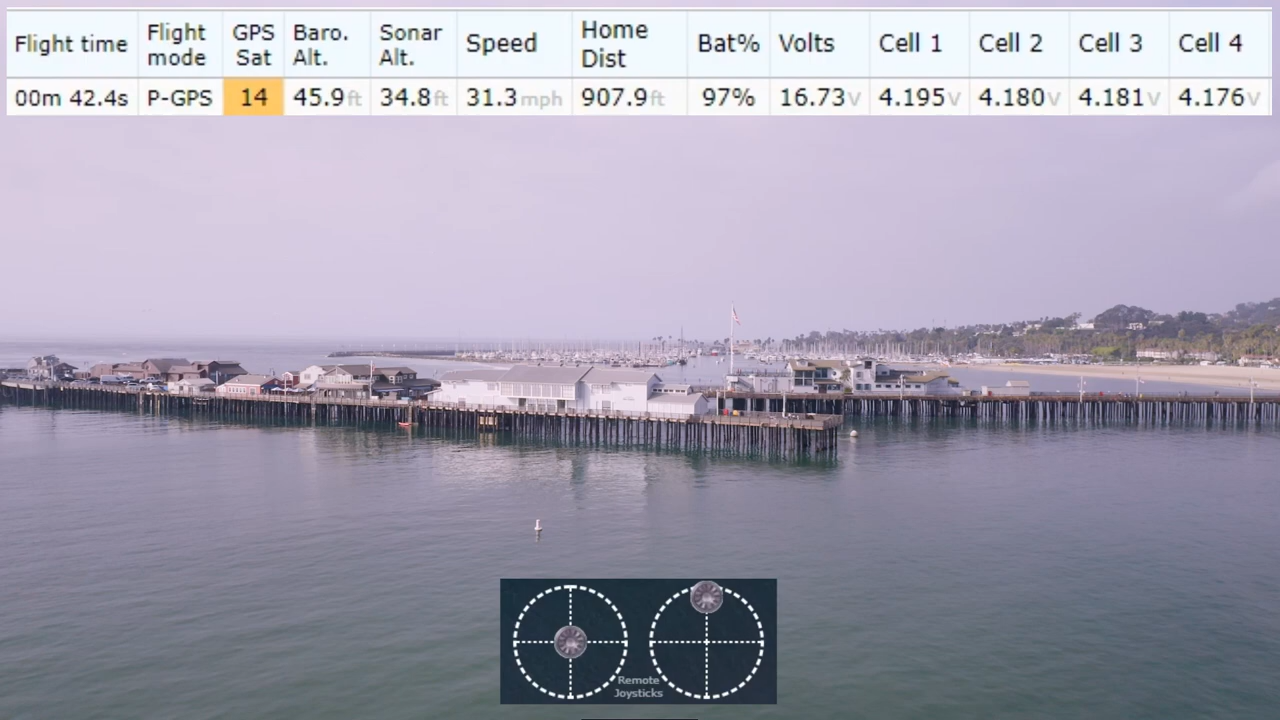 Flight time Flight mode GPS Sat Baro. Alt. Sonar Alt. Speed Home Dist Bat% Volts Cell 1 Cell 2 Cell 3 Cell 4
00m 42.4s P-GPS 14 45.9ft 34.8ft 31.3mph 907.9ft 97% 16.73V 4.195V 4.180V 4.181V 4.176V
Remote
Joysticks